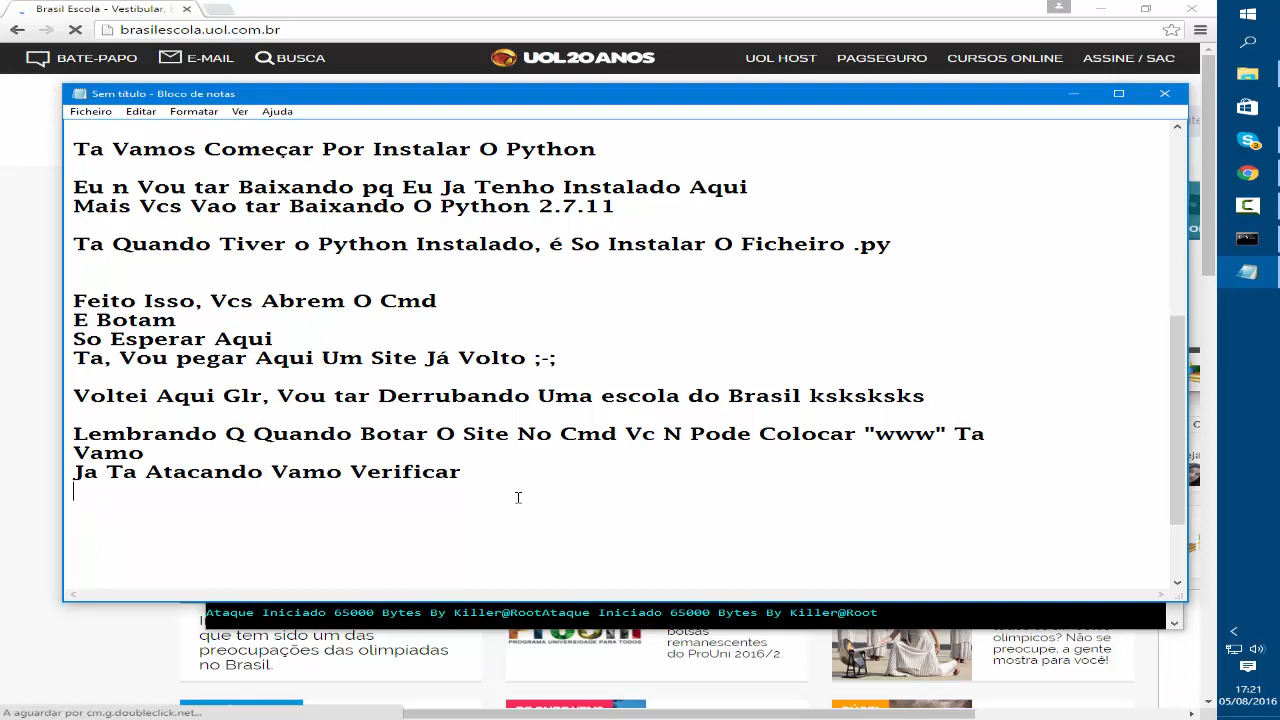 Brasil Escola - Vestibular,
brasilescola.uol.com.br
BATE-PAPO E-MAIL BUSCA UOL20ANOS UOL HOST PAGSEGURO CURSOS ONLINE ASSINE / SAC
Sem título - Bloco de notas
Ficheiro Editar Formatar Ver Ajuda
Ta Vamos Começar Por Instalar O Python
Eu n Vou tar Baixando pq Eu Ja Tenho Instalado Aqui
Mais Vcs Vao tar Baixando O Python 2.7.11
Ta Quando Tiver o Python Instalado, é So Instalar O Ficheiro .py
Feito Isso, Vcs Abrem O Cmd
E Botam
So Esperar Aqui
Ta, Vou pegar Aqui Um Site Já Volto ;-;
Voltei Aqui Glr, Vou tar Derrubando Uma escola do Brasil ksksksks
Lembrando Q Quando Botar O Site No Cmd Vc N Pode Colocar "www" Ta
Vamo
Ja Ta Atacando Vamo Verificar
Ataque Iniciado 65000 Bytes By Killer@RootAtaque Iniciado 65000 Bytes By Killer@Root
que tem sido um das
preocupações das olimpiadas
no Brasil.
PROGRAMA UNIVERSIDADE PARA TODOS
bolsas
remanescentes
do ProUni 2016/2.
olímpicos? Não se
preocupe, a gente
mostra para você!
A aguardar por cm.g.doubleclick.net...
3
17:21
05/08/2016